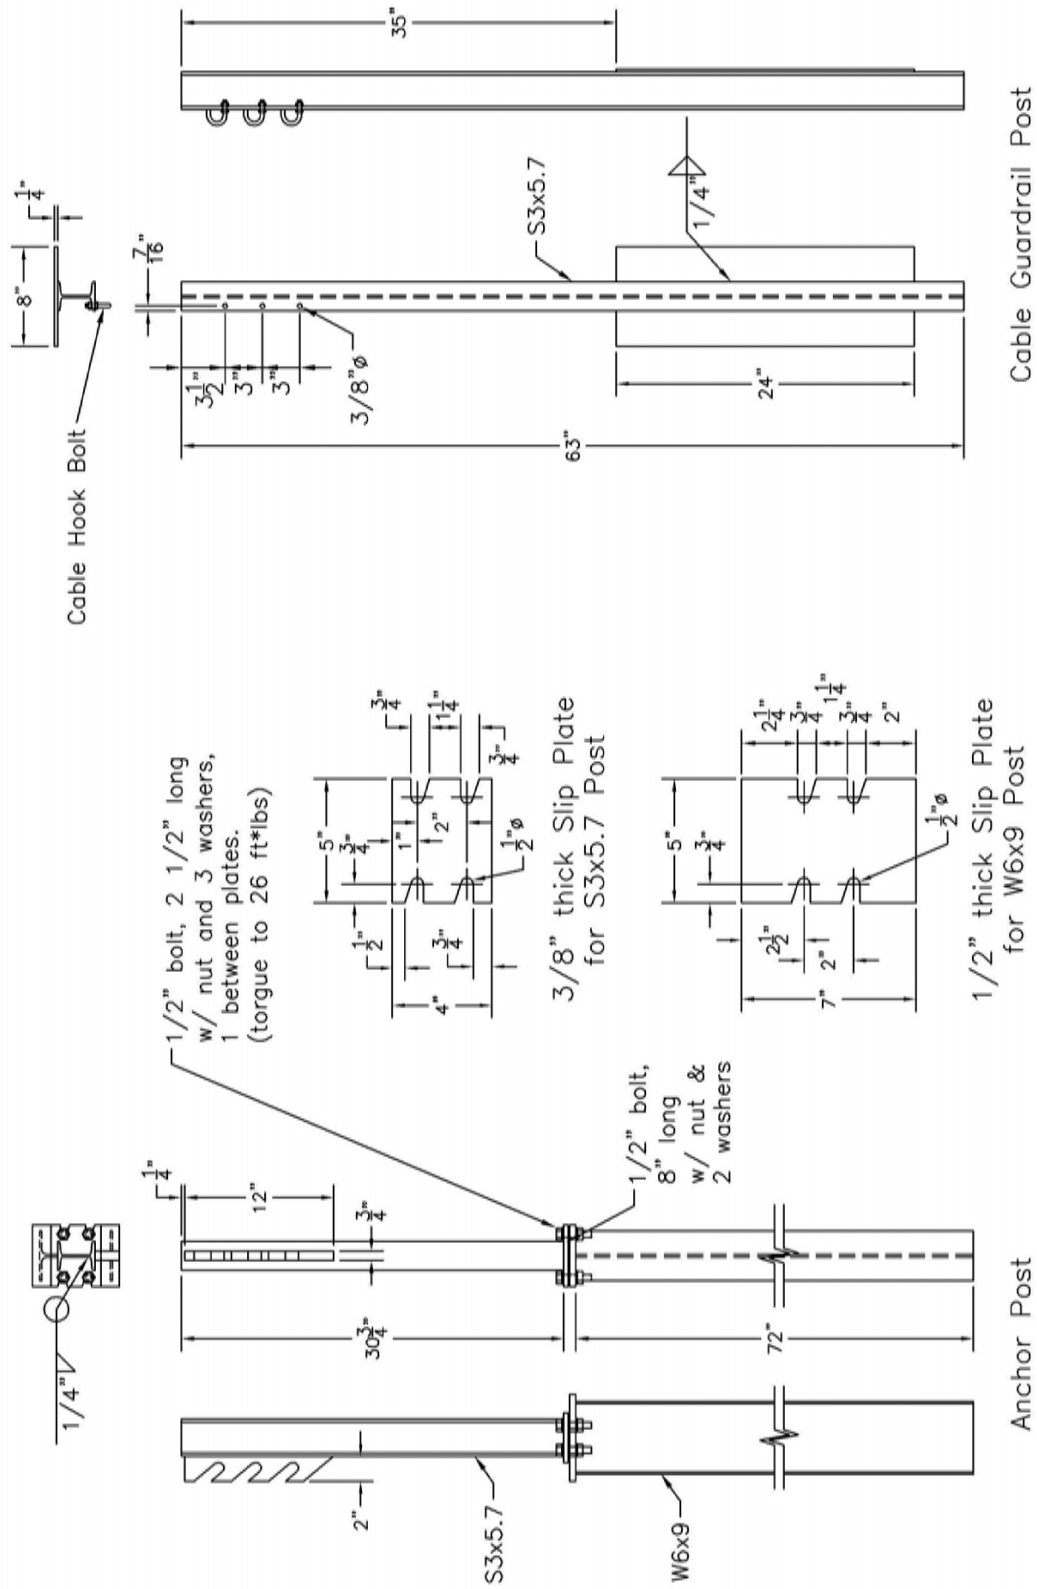 1/4"
1/4"
12"
3/4"
30 3/4"
72"
2"
S3x5.7
W6x9
Anchor Post
1/2" bolt, 2 1/2" long
w/ nut and 3 washers,
1 between plates.
(torgue to 26 ft*lbs)
1/2" bolt,
8" long
w/ nut &
2 washers
5"
3/4"
1"
2"
1/2"
3/4"
4"
1/2"ø
3/4"
1 1/4"
3/4"
3/8" thick Slip Plate
for S3x5.7 Post
5"
3/4"
2 1/2"
2"
7"
1/2"ø
2 1/4"
3/4"
1 1/4"
3/4"
2"
1/2" thick Slip Plate
for W6x9 Post
Cable Hook Bolt
8"
1/4"
7/16"
3 1/2"
3"
3"
3/8"ø
63"
24"
S3x5.7
1/4"
35"
Cable Guardrail Post